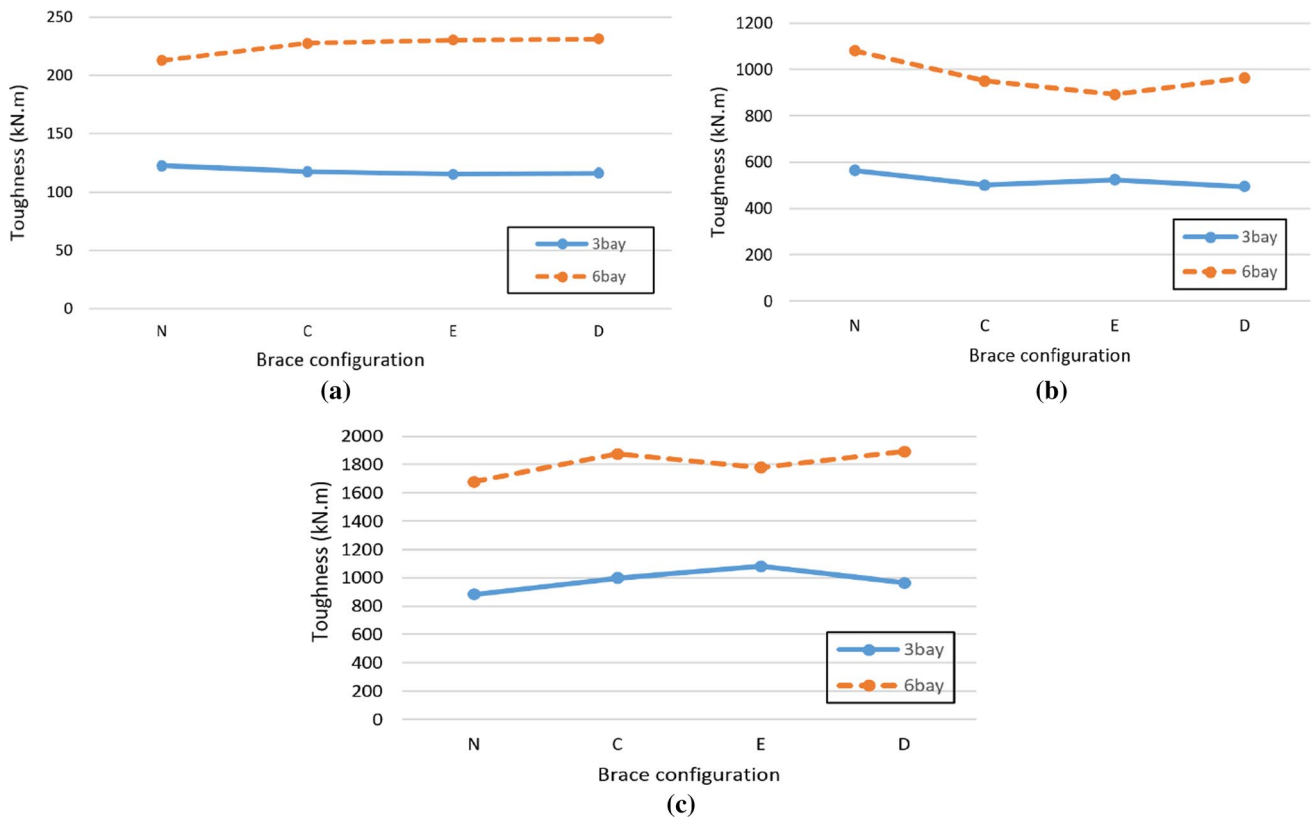 250
200
150
100
50
0
Toughness (kN.m)
3bay
6bay
N C E D
Brace configuration
(a)
1200
1000
800
600
400
200
0
Toughness (kN.m)
3bay
6bay
N C E D
Brace configuration
(b)
2000
1800
1600
1400
1200
1000
800
600
400
200
0
Toughness (kN.m)
3bay
6bay
N C E D
Brace configuration
(c)